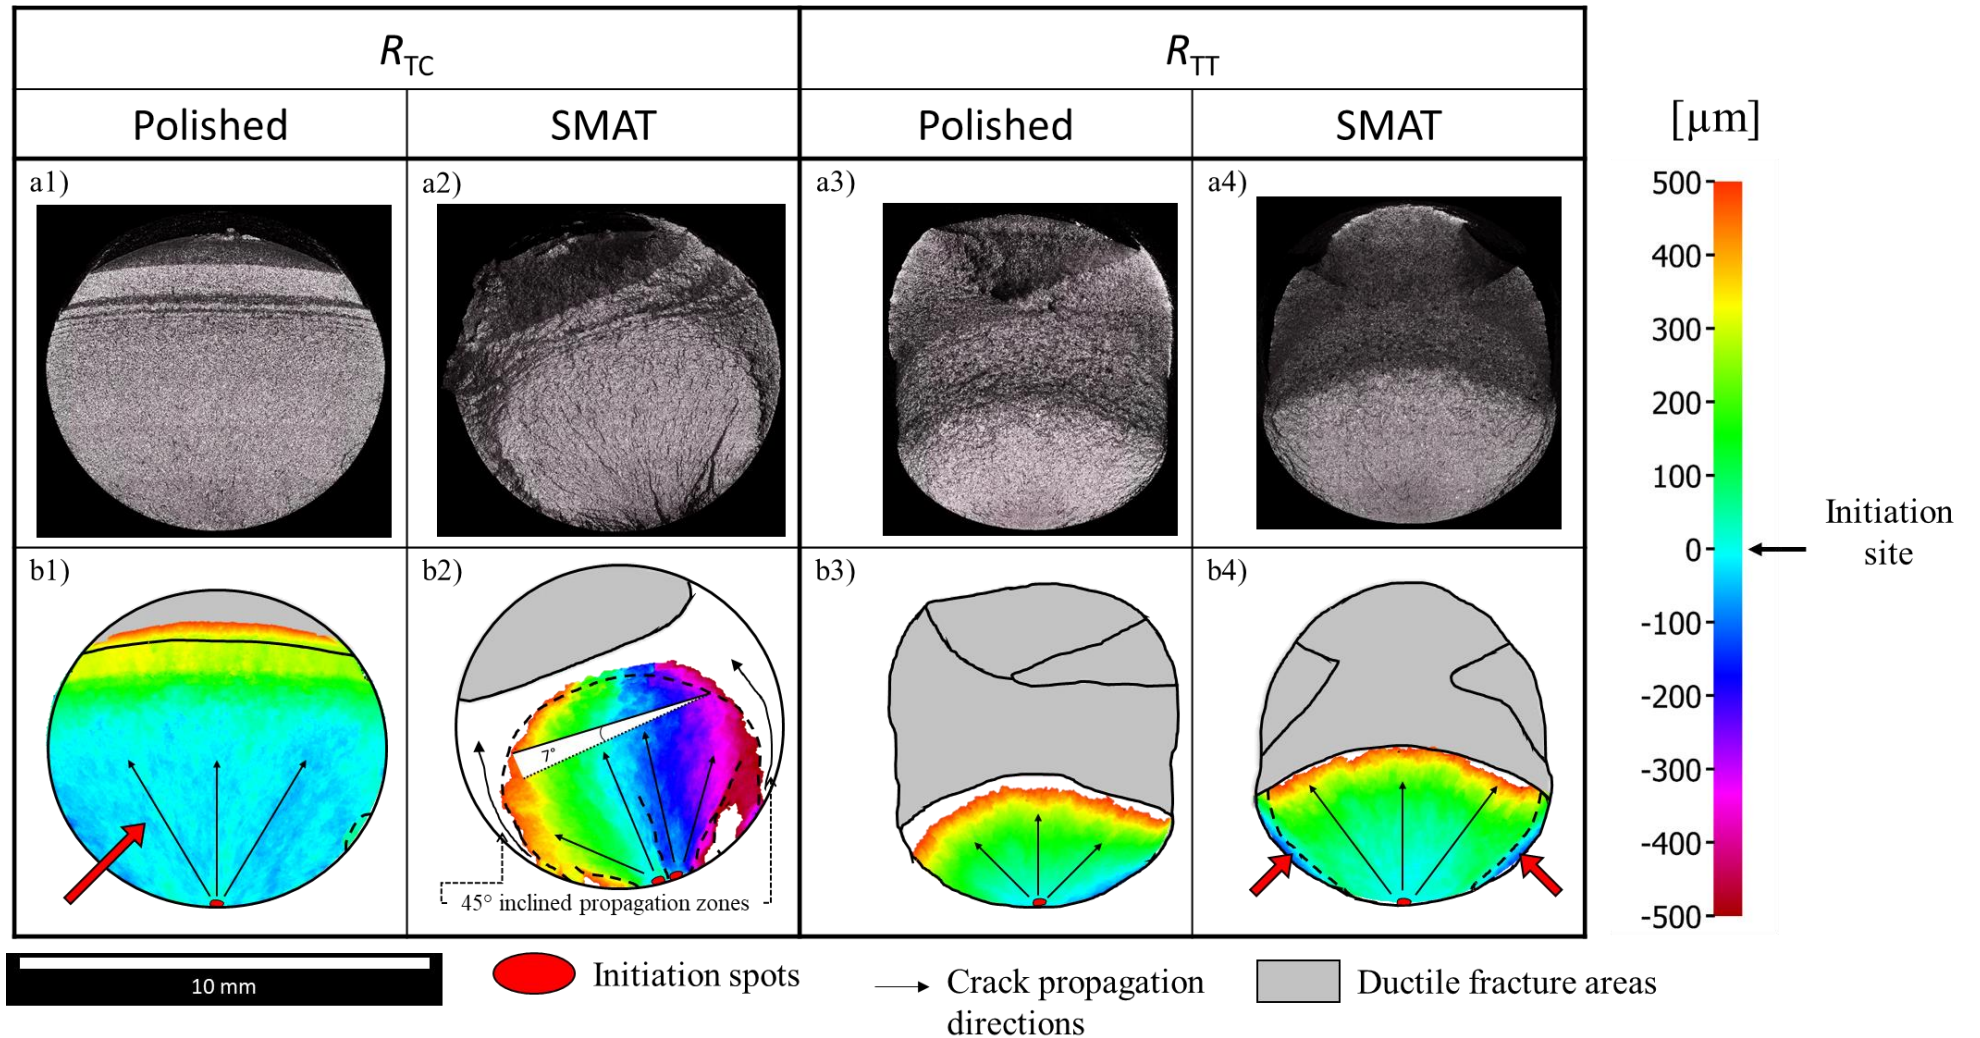 R_TC
R_TT
Polished
SMAT
Polished
SMAT
[µm]
a1)
a2)
a3)
a4)
500
400
300
200
100
0
-100
-200
-300
-400
-500
Initiation
site
b1)
b2)
b3)
b4)
7°
45° inclined propagation zones
10 mm
Initiation spots
Crack propagation
directions
Ductile fracture areas